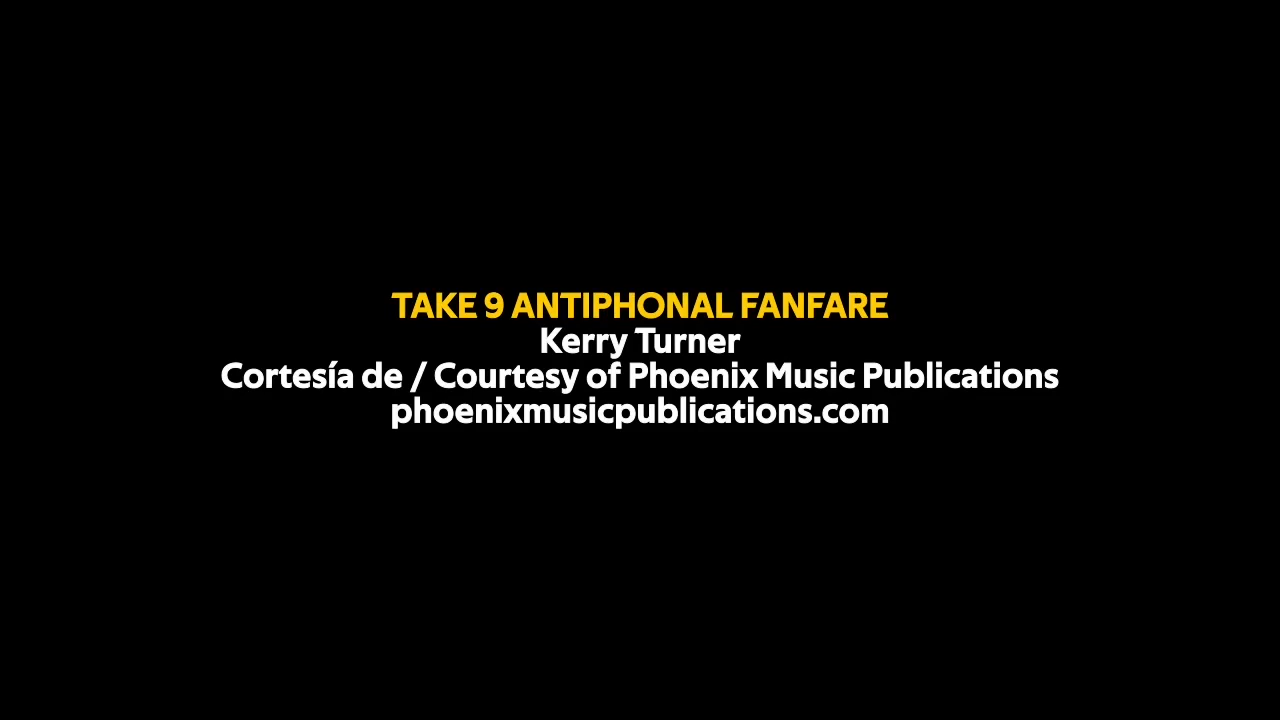 TAKE 9 ANTIPHONAL FANFARE
Kerry Turner
Cortesía de / Courtesy of Phoenix Music Publications
phoenixmusicpublications.com